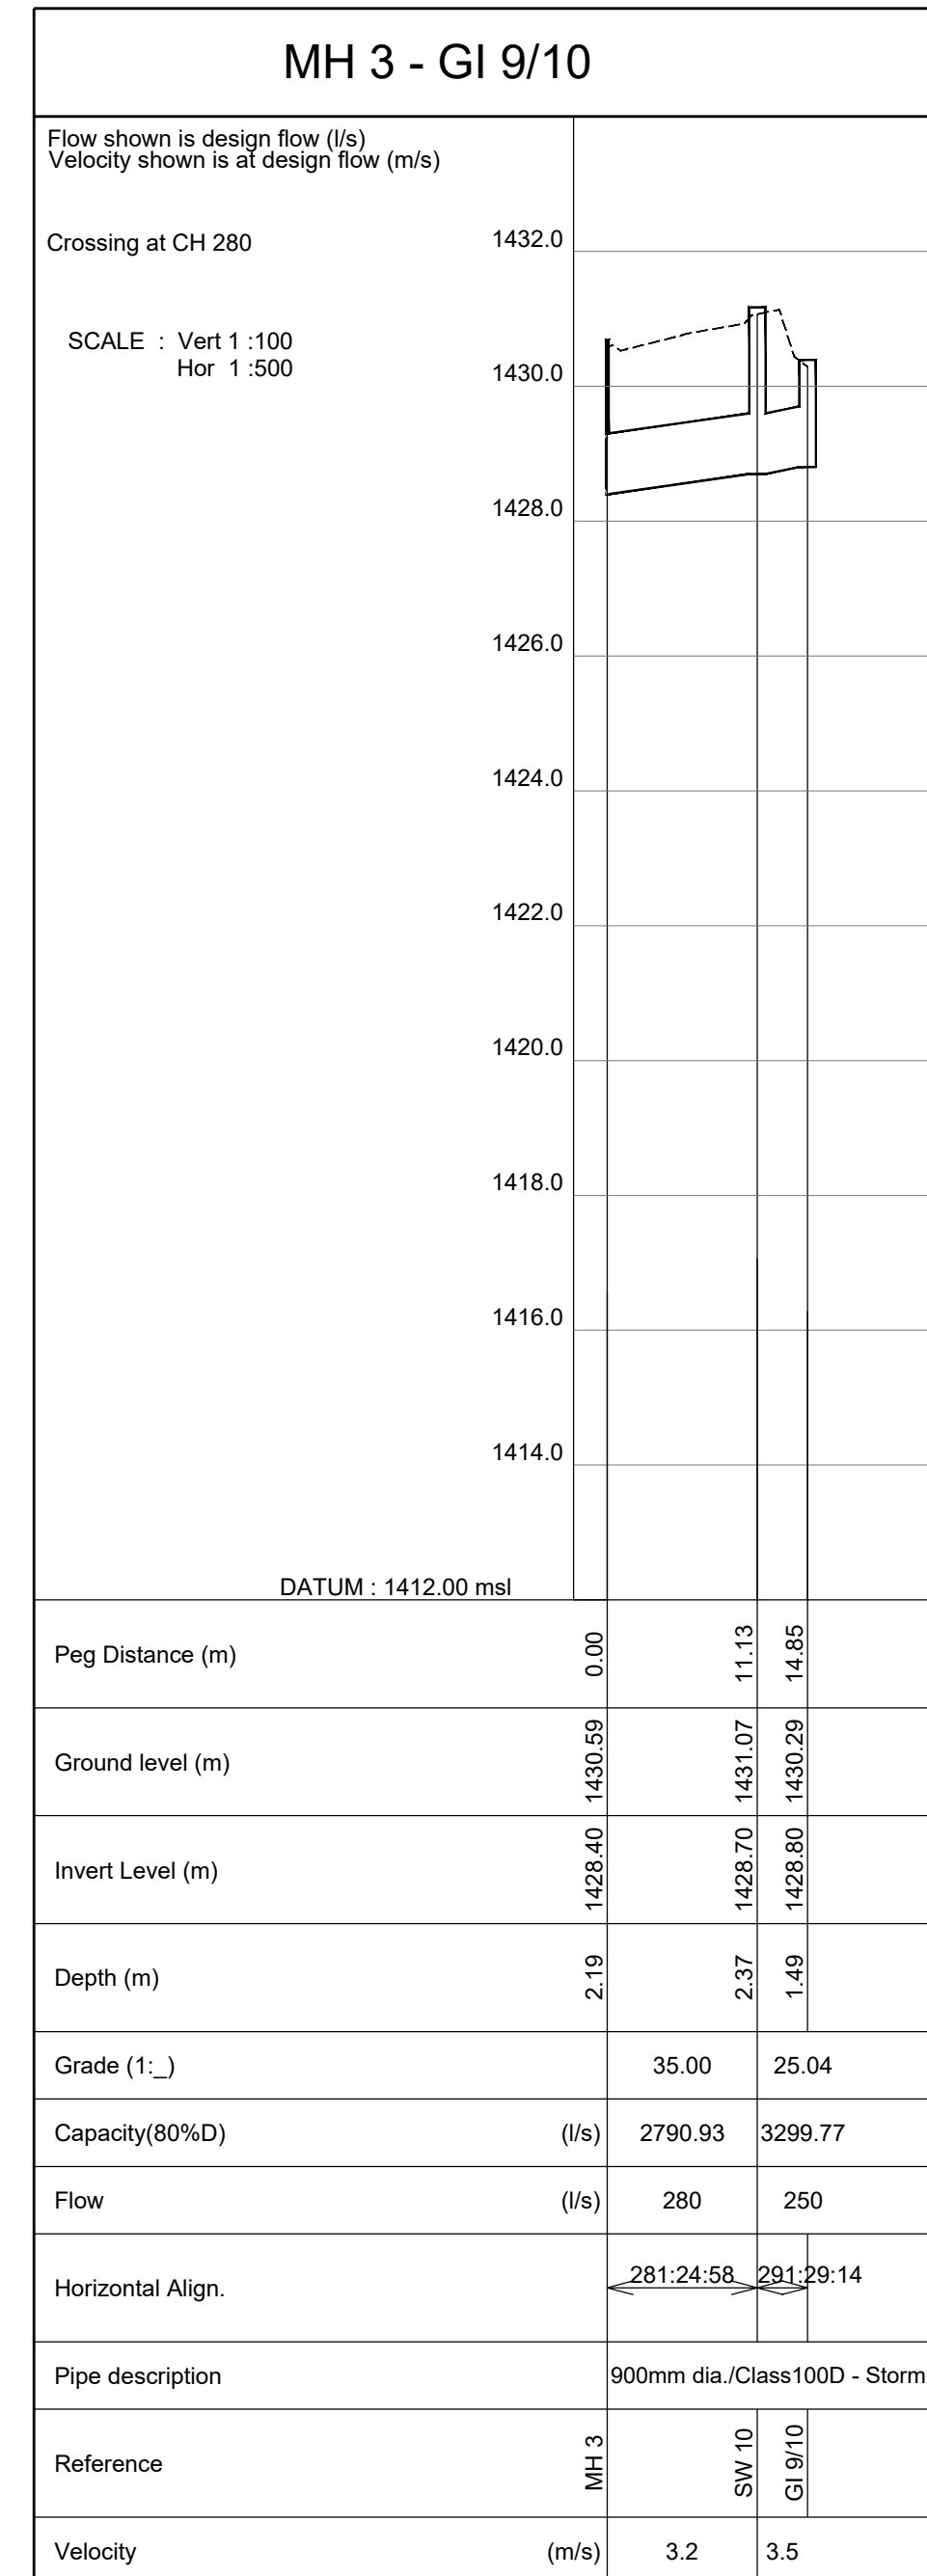 MH 3 - GI 9/10
Flow shown is design flow (l/s)
Velocity shown is at design flow (m/s)
Crossing at CH 280
SCALE : Vert 1 :100
Hor 1 :500
1432.0
1430.0
1428.0
1426.0
1424.0
1422.0
1420.0
1418.0
1416.0
1414.0
DATUM : 1412.00 msl
Peg Distance (m) 0.00 11.13 14.85
Ground level (m) 1430.59 1431.07 1430.29
Invert Level (m) 1428.40 1428.70 1428.80
Depth (m) 2.19 2.37 1.49
Grade (1:_) 35.00 25.04
Capacity(80%D) (l/s) 2790.93 3299.77
Flow (l/s) 280 250
Horizontal Align. 281:24:58 291:29:14
Pipe description 900mm dia./Class100D - Storm
Reference MH 3 SW 10 GI 9/10
Velocity (m/s) 3.2 3.5